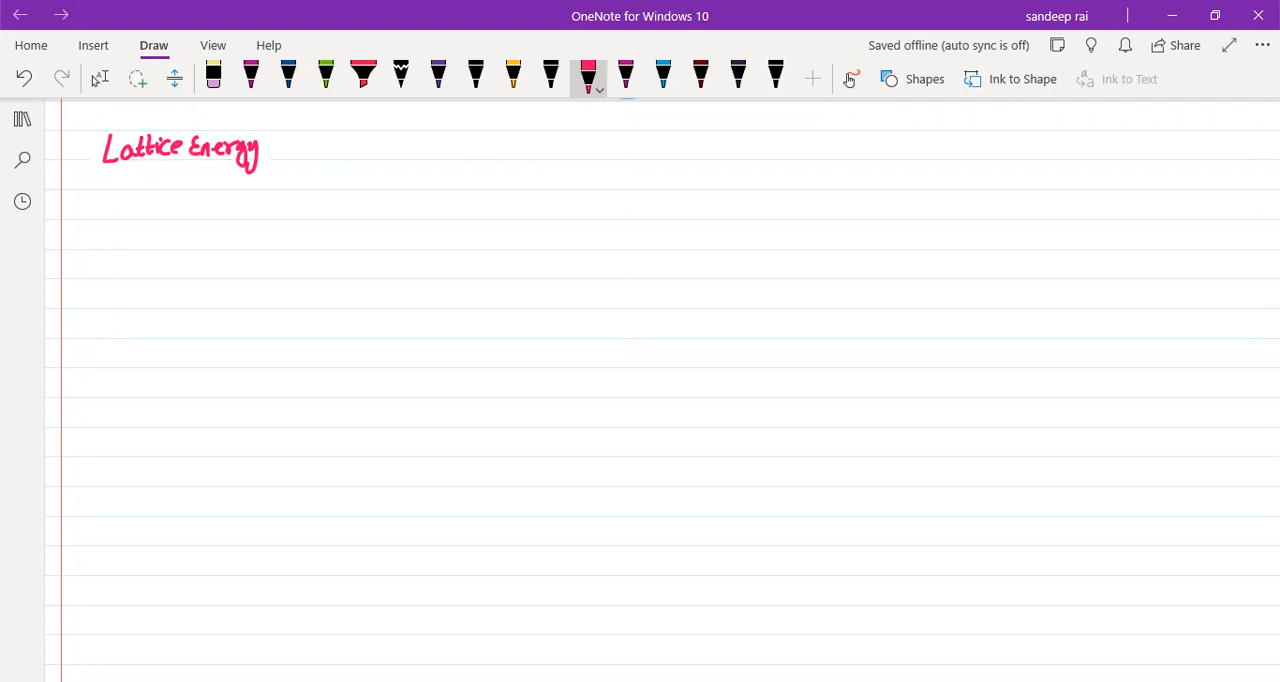 OneNote for Windows 10
sandeep rai
Home Insert Draw View Help
Saved offline (auto sync is off)
Share
Shapes
Ink to Shape
Ink to Text
Lattice Energy